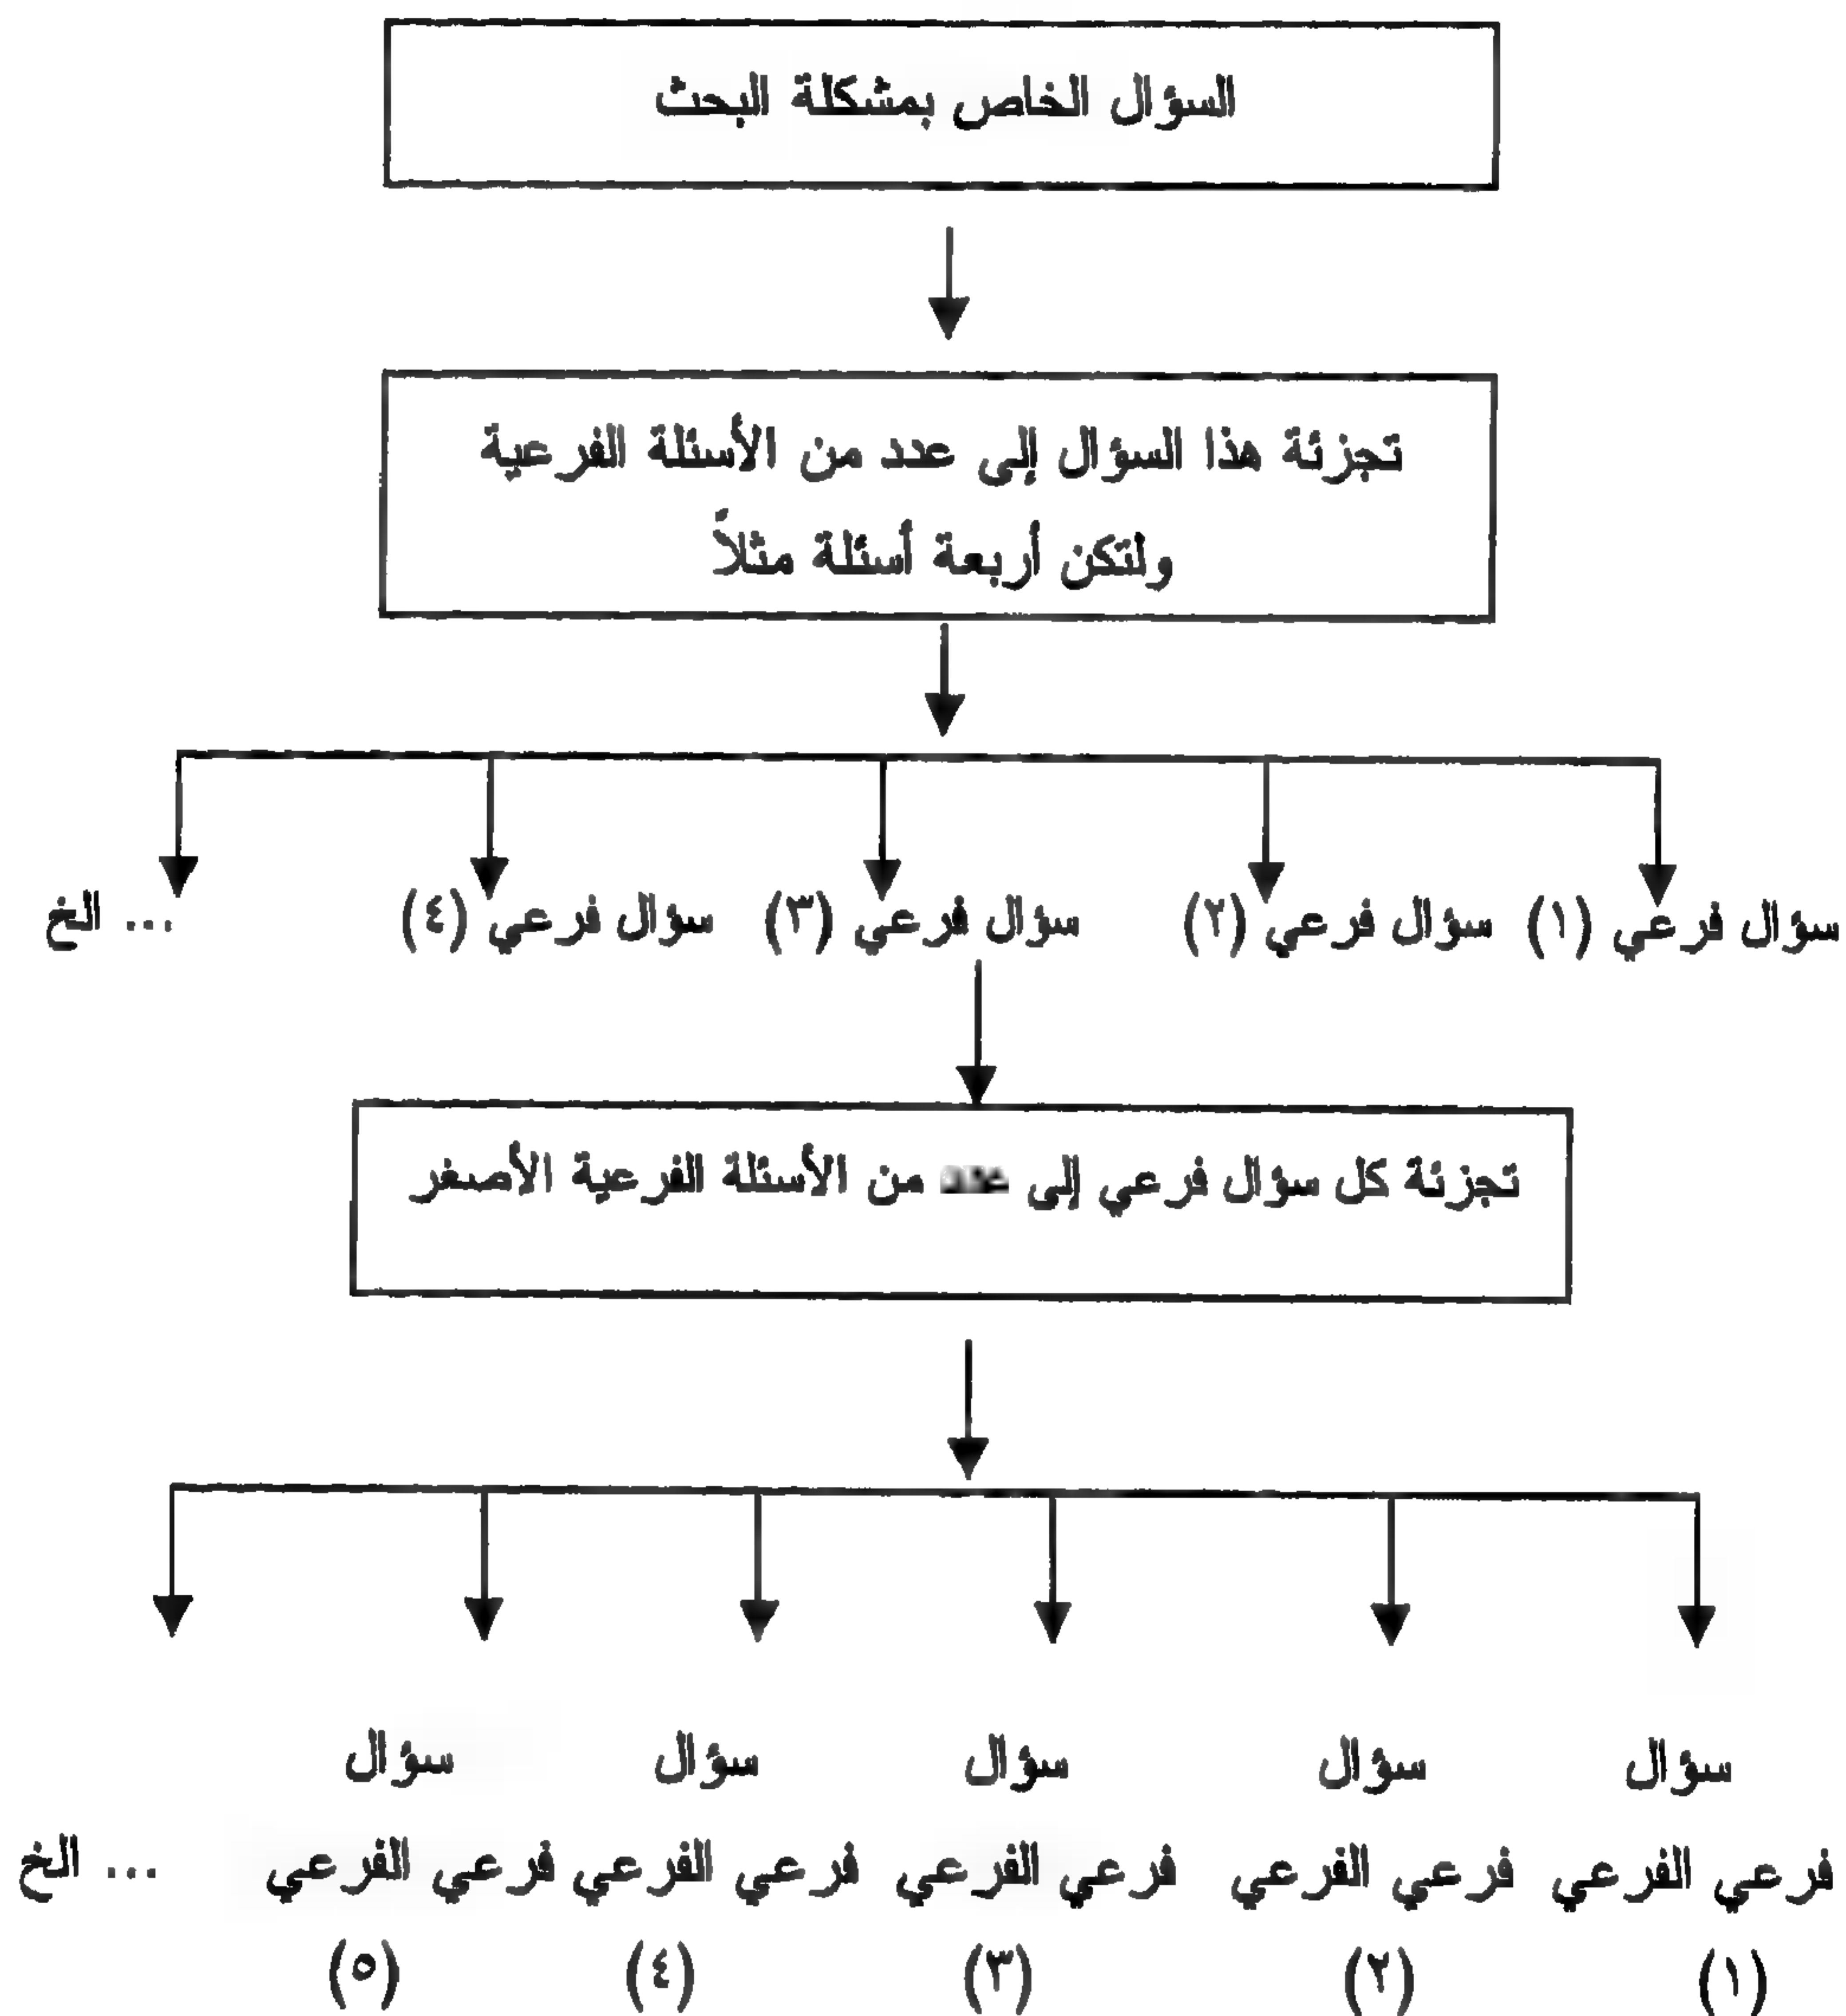 السؤال الخاص بمشكلة البحث
تجزئة هذا السؤال إلى عدد من الأسئلة الفرعية
ولتكن أربعة أسئلة مثلاً
سؤال فرعي (١) سؤال فرعي (٢) سؤال فرعي (٣) سؤال فرعي (٤) ... الخ
تجزئة كل سؤال فرعي إلى من الأسئلة الفرعية الأصغر
سؤال سؤال سؤال سؤال سؤال
فرعي الفرعي فرعي الفرعي فرعي الفرعي فرعي الفرعي فرعي الفرعي ... الخ
(١) (٢) (٣) (٤) (٥)